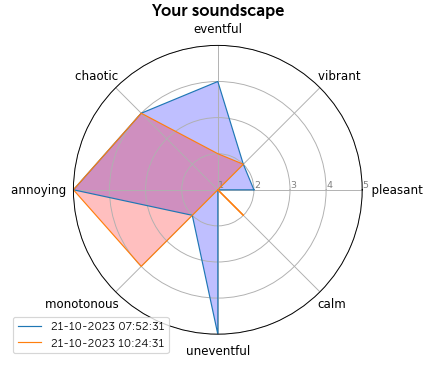 Your soundscape
eventful
chaotic
vibrant
annoying
1 2 3 4 5
pleasant
monotonous
calm
uneventful
21-10-2023 07:52:31
21-10-2023 10:24:31